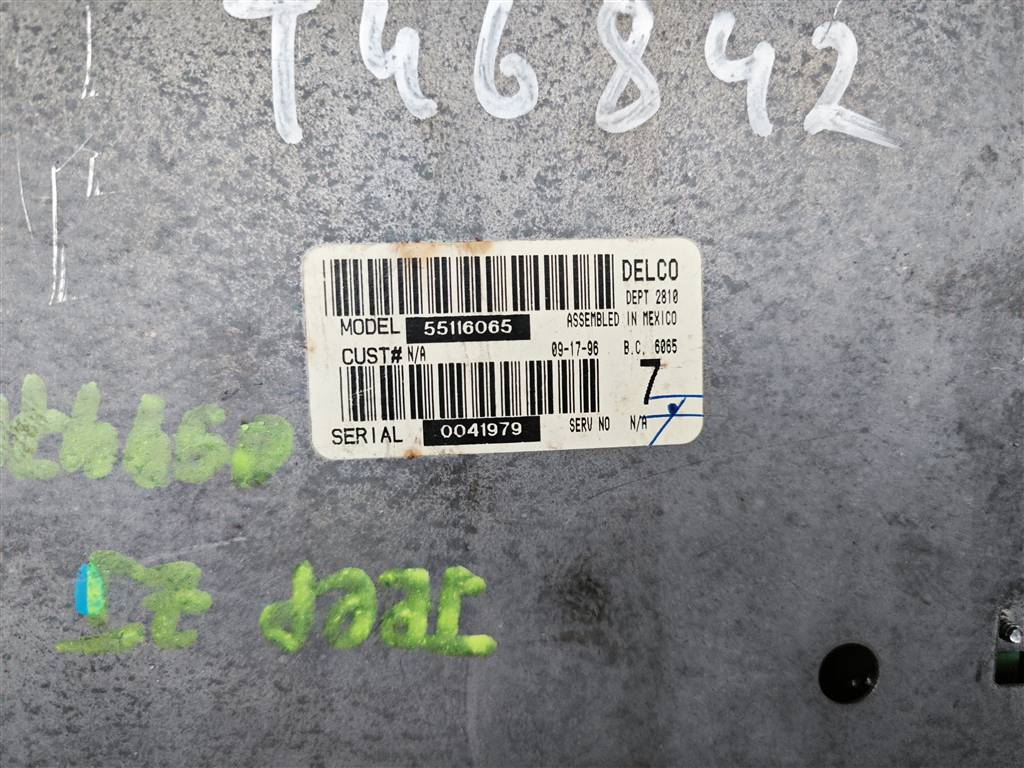 T46842
DELCO
DEPT 2810
MODEL 55116065 ASSEMBLED IN MEXICO
CUST# N/A 09-17-96 B.C. 6065
7
SERIAL 0041979 SERV NO N/A
JEEP